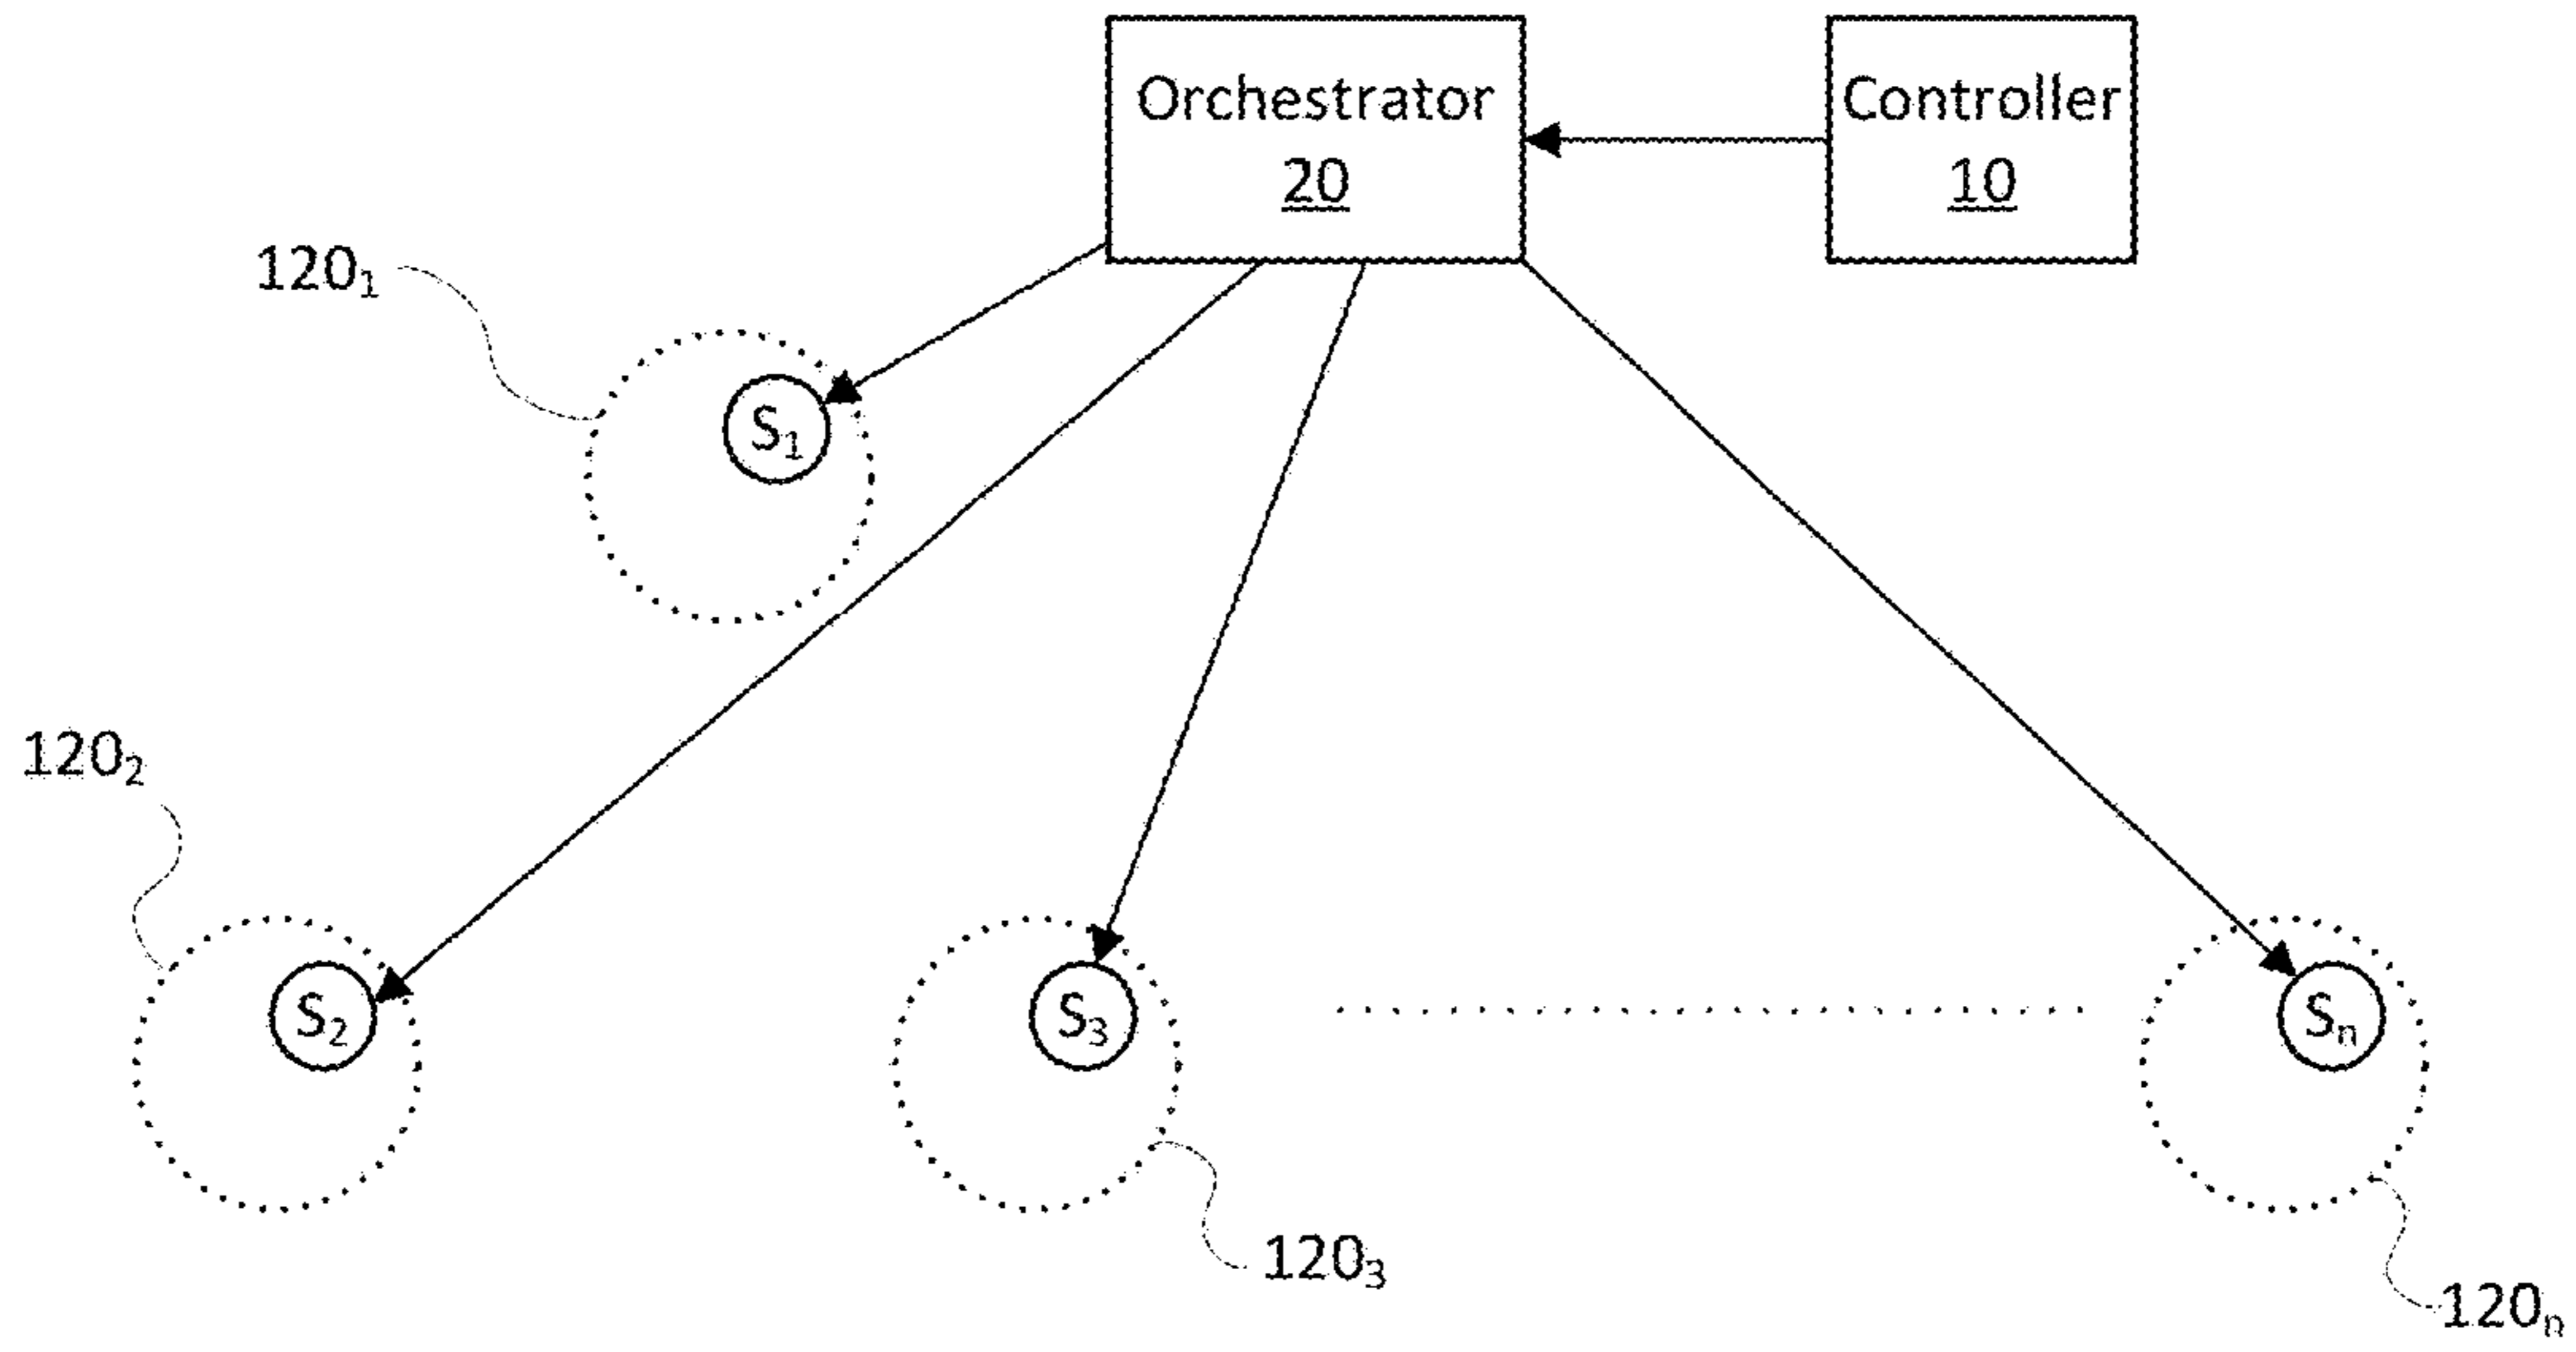 Orchestrator
20
Controller
10
120₁
S₁
120₂
S₂
S₃
Sₙ
120₃
120ₙ